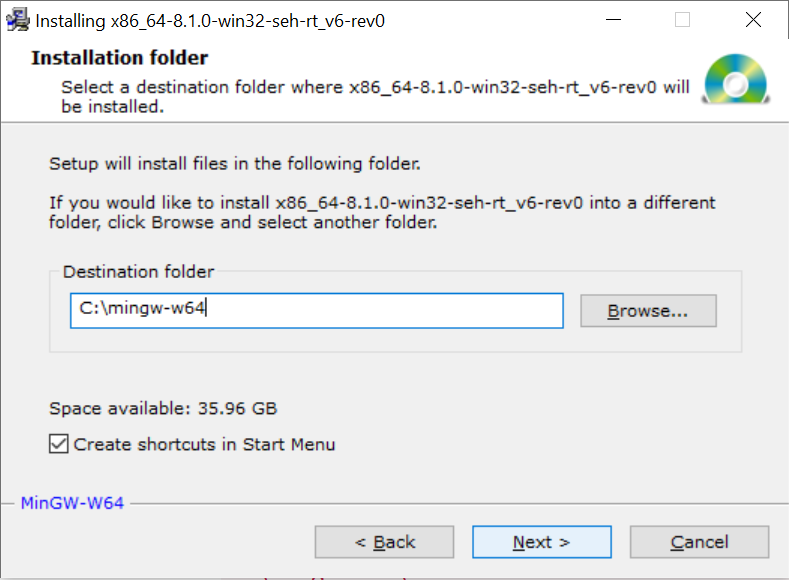 Installing x86_64-8.1.0-win32-seh-rt_v6-rev0
Installation folder
Select a destination folder where x86_64-8.1.0-win32-seh-rt_v6-rev0 will
be installed.
Setup will install files in the following folder.
If you would like to install x86_64-8.1.0-win32-seh-rt_v6-rev0 into a different
folder, click Browse and select another folder.
Destination folder
C:\mingw-w64
Browse...
Space available: 35.96 GB
Create shortcuts in Start Menu
MinGW-W64
< Back
Next >
Cancel